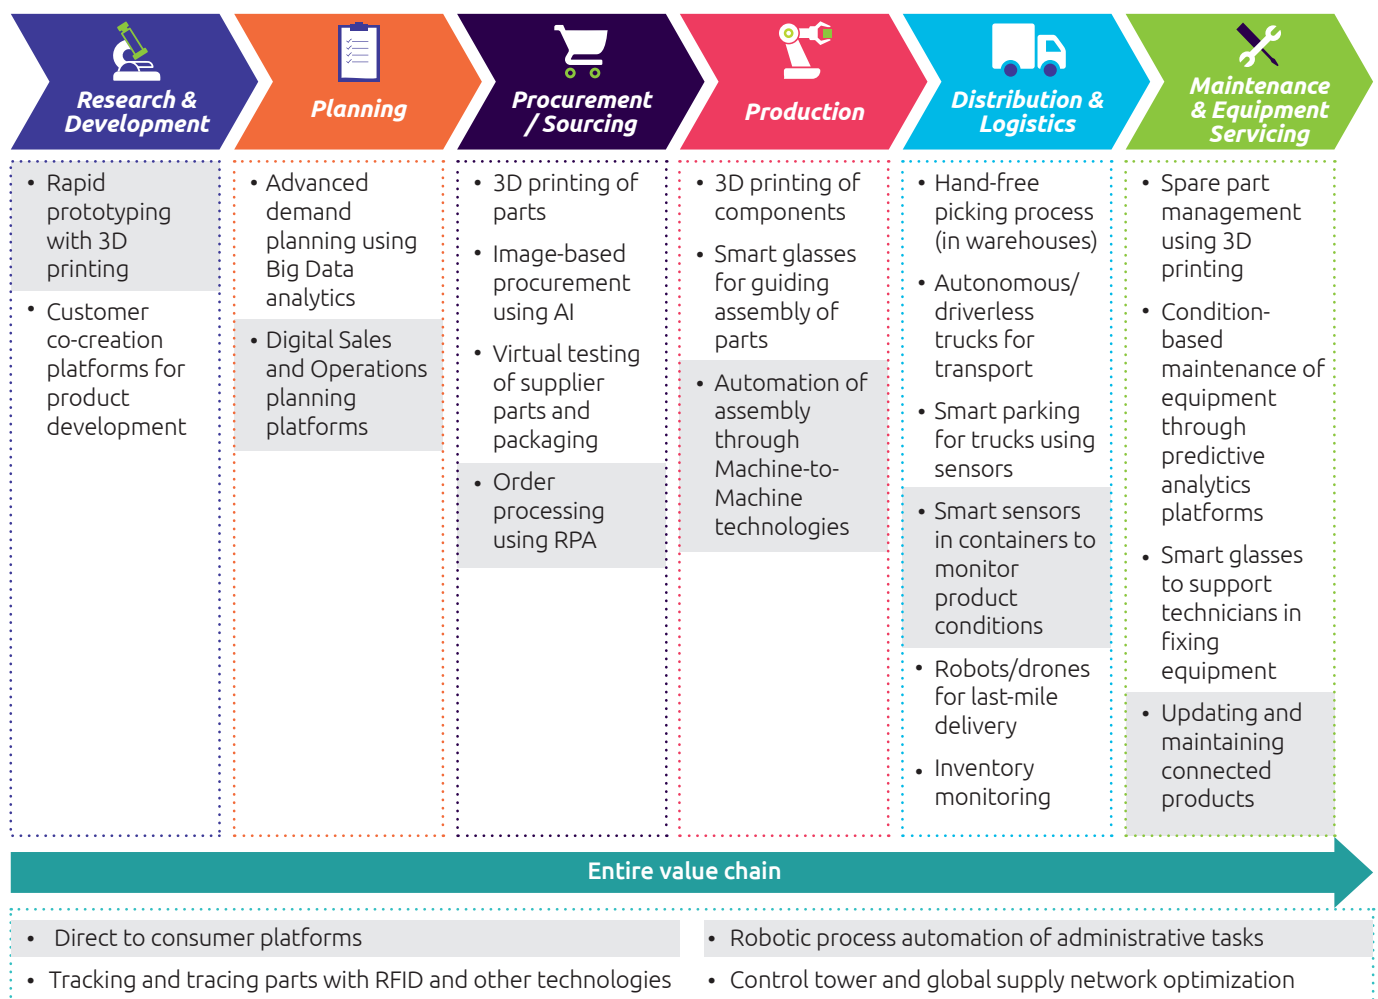 Research &
Development
Planning
Procurement
/ Sourcing
Production
Distribution &
Logistics
Maintenance
& Equipment
Servicing
• Rapid
prototyping
with 3D
printing
• Customer
co-creation
platforms for
product
development
• Advanced
demand
planning using
Big Data
analytics
• Digital Sales
and Operations
planning
platforms
• 3D printing of
parts
• Image-based
procurement
using AI
• Virtual testing
of supplier
parts and
packaging
• Order
processing
using RPA
• 3D printing of
components
• Smart glasses
for guiding
assembly of
parts
• Automation of
assembly
through
Machine-to-
Machine
technologies
• Hand-free
picking process
(in warehouses)
• Autonomous/
driverless
trucks for
transport
• Smart parking
for trucks using
sensors
• Smart sensors
in containers to
monitor
product
conditions
• Robots/drones
for last-mile
delivery
• Inventory
monitoring
• Spare part
management
using 3D
printing
• Condition-
based
maintenance of
equipment
through
predictive
analytics
platforms
• Smart glasses
to support
technicians in
fixing
equipment
• Updating and
maintaining
connected
products
Entire value chain
• Direct to consumer platforms
• Tracking and tracing parts with RFID and other technologies
• Robotic process automation of administrative tasks
• Control tower and global supply network optimization